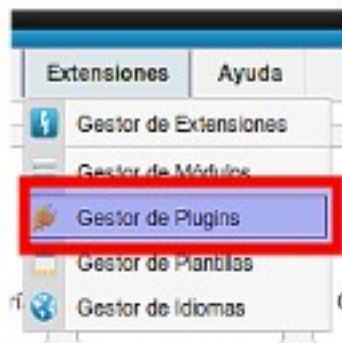 Extensiones Ayuda
Gestor de Extensiones
Gestor de Módulos
Gestor de Plugins
Gestor de Plantillas
Gestor de Idiomas